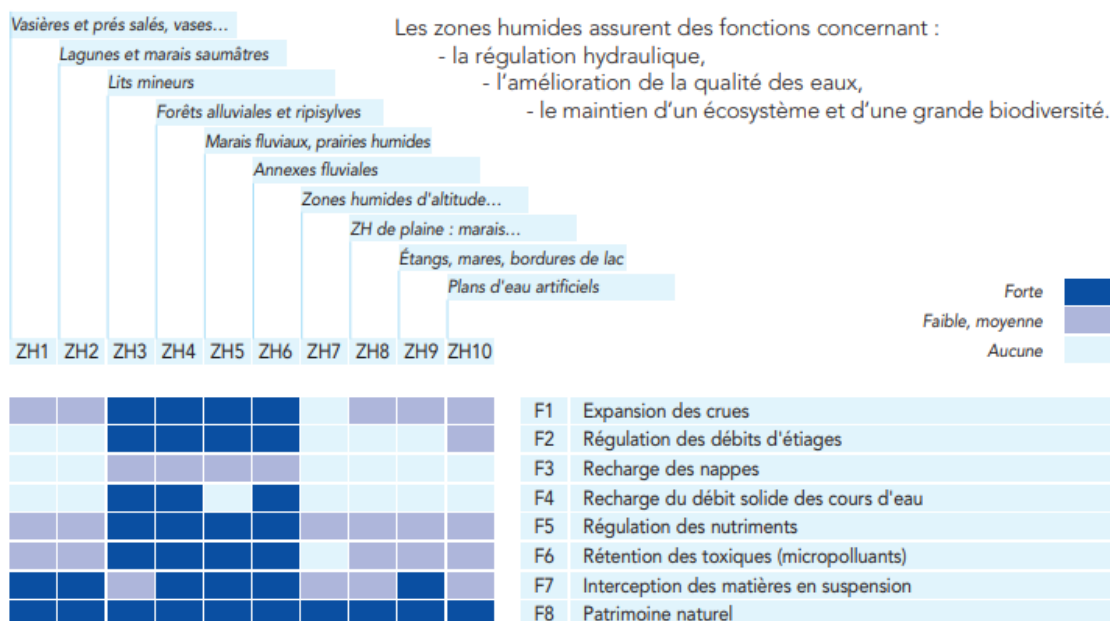 Vasières et prés salés, vases…
Lagunes et marais saumâtres
Lits mineurs
Forêts alluviales et ripisylves
Marais fluviaux, prairies humides
Annexes fluviales
Zones humides d'altitude…
ZH de plaine : marais…
Étangs, mares, bordures de lac
Plans d'eau artificiels
Les zones humides assurent des fonctions concernant :
- la régulation hydraulique,
- l'amélioration de la qualité des eaux,
- le maintien d'un écosystème et d'une grande biodiversité.
Forte
Faible, moyenne
Aucune
ZH1 ZH2 ZH3 ZH4 ZH5 ZH6 ZH7 ZH8 ZH9 ZH10
F1 Expansion des crues
F2 Régulation des débits d'étiages
F3 Recharge des nappes
F4 Recharge du débit solide des cours d'eau
F5 Régulation des nutriments
F6 Rétention des toxiques (micropolluants)
F7 Interception des matières en suspension
F8 Patrimoine naturel